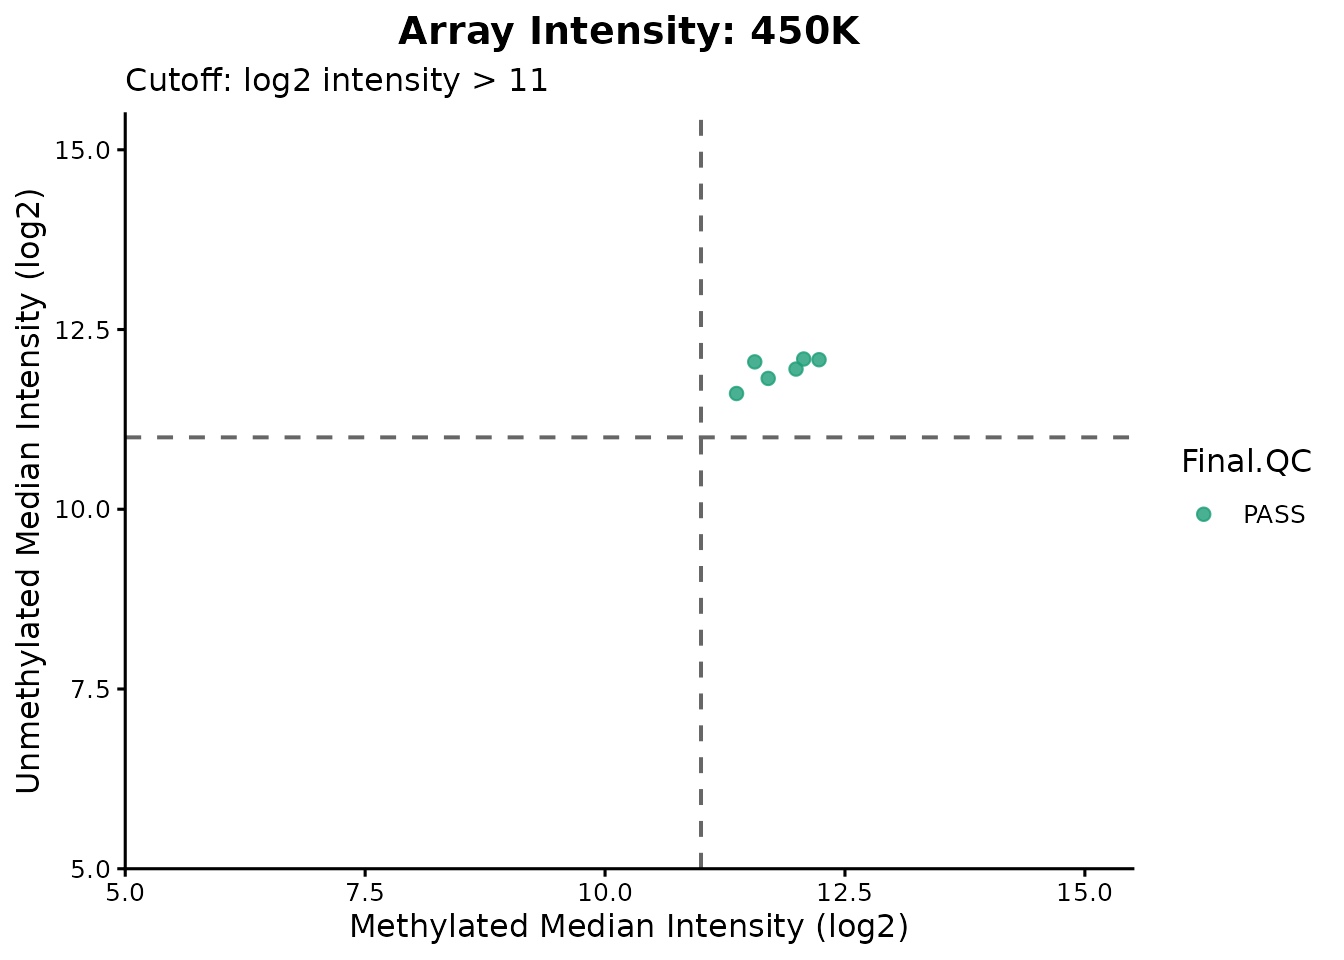 Array Intensity: 450K
Cutoff: log2 intensity > 11
Unmethylated Median Intensity (log2)
15.0
12.5
10.0
7.5
5.0
5.0 7.5 10.0 12.5 15.0
Methylated Median Intensity (log2)
Final.QC
PASS